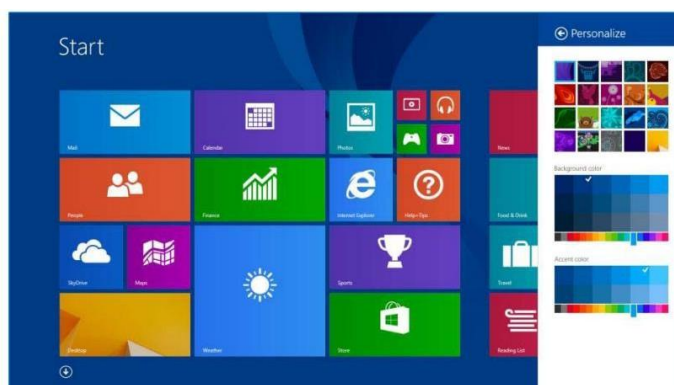 Start
Personalize
Mail
Calendar
Photos
News
People
Finance
Internet Explorer
Help+Tips
Food & Drink
SkyDrive
Maps
Sports
Travel
Desktop
Weather
Store
Reading List
Background color
Accent color